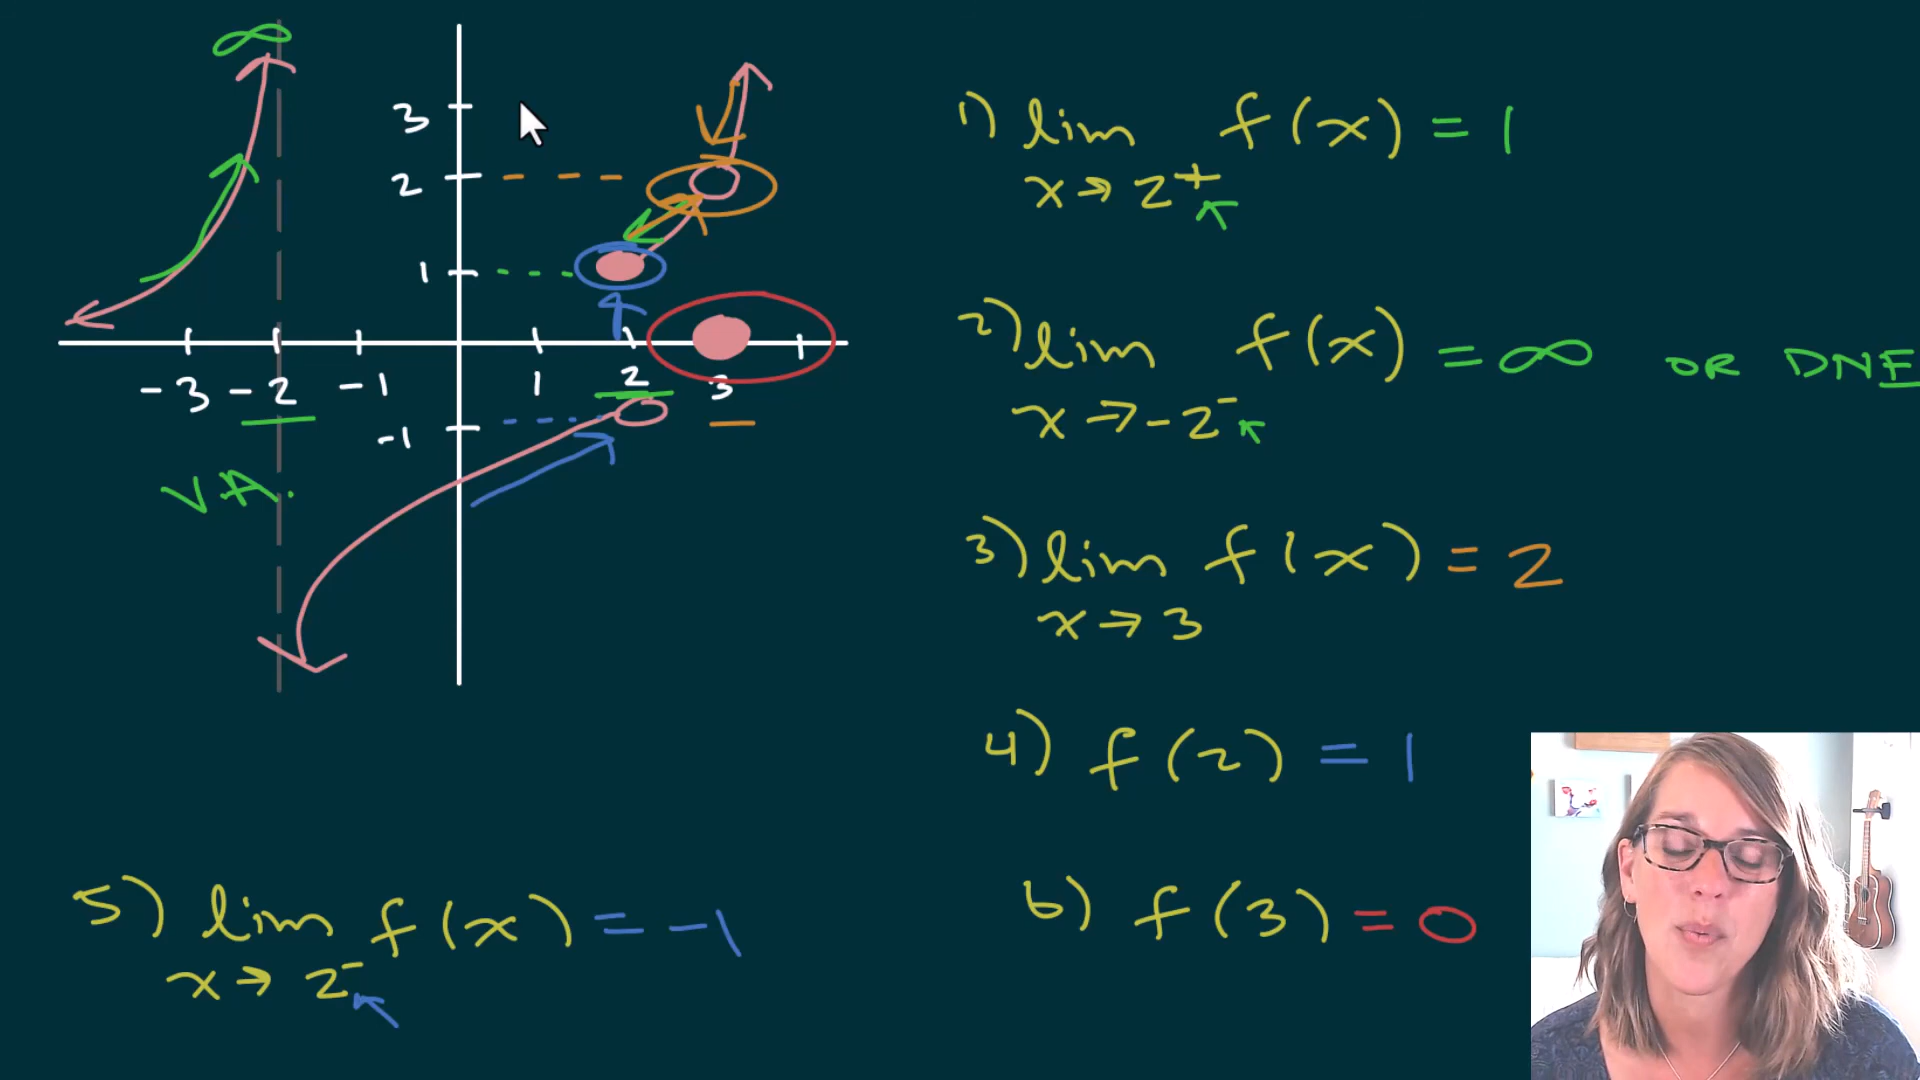 ∞
3
2
1
-3 -2 -1 1 2 3
-1
V.A.
1) lim f(x) = 1
x → 2⁺
2) lim f(x) = ∞ OR DNE
x → -2⁻
3) lim f(x) = 2
x → 3
4) f(2) = 1
5) lim f(x) = -1
x → 2⁻
6) f(3) = 0